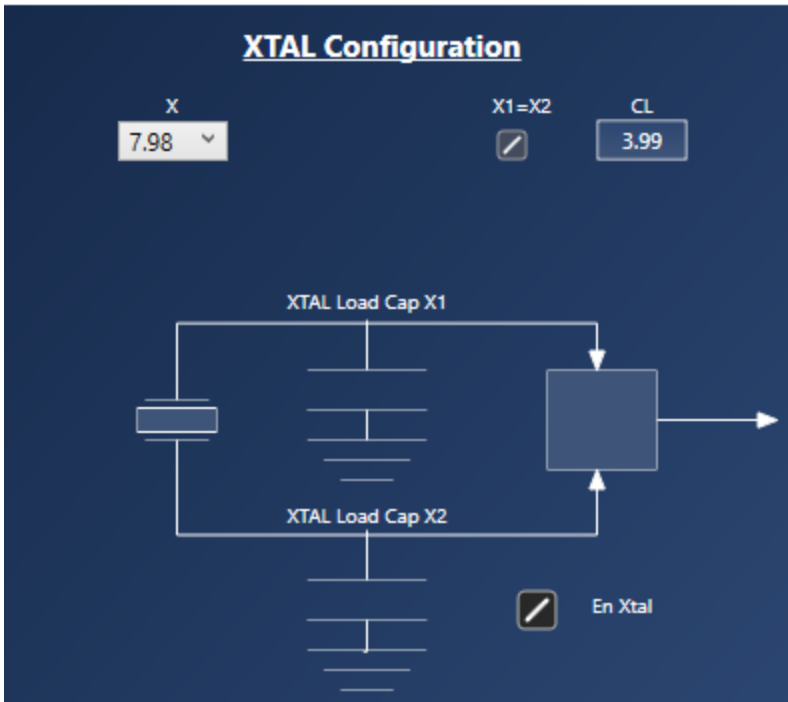 XTAL Configuration
X X1=X2 CL
7.98 3.99
XTAL Load Cap X1
XTAL Load Cap X2
En Xtal